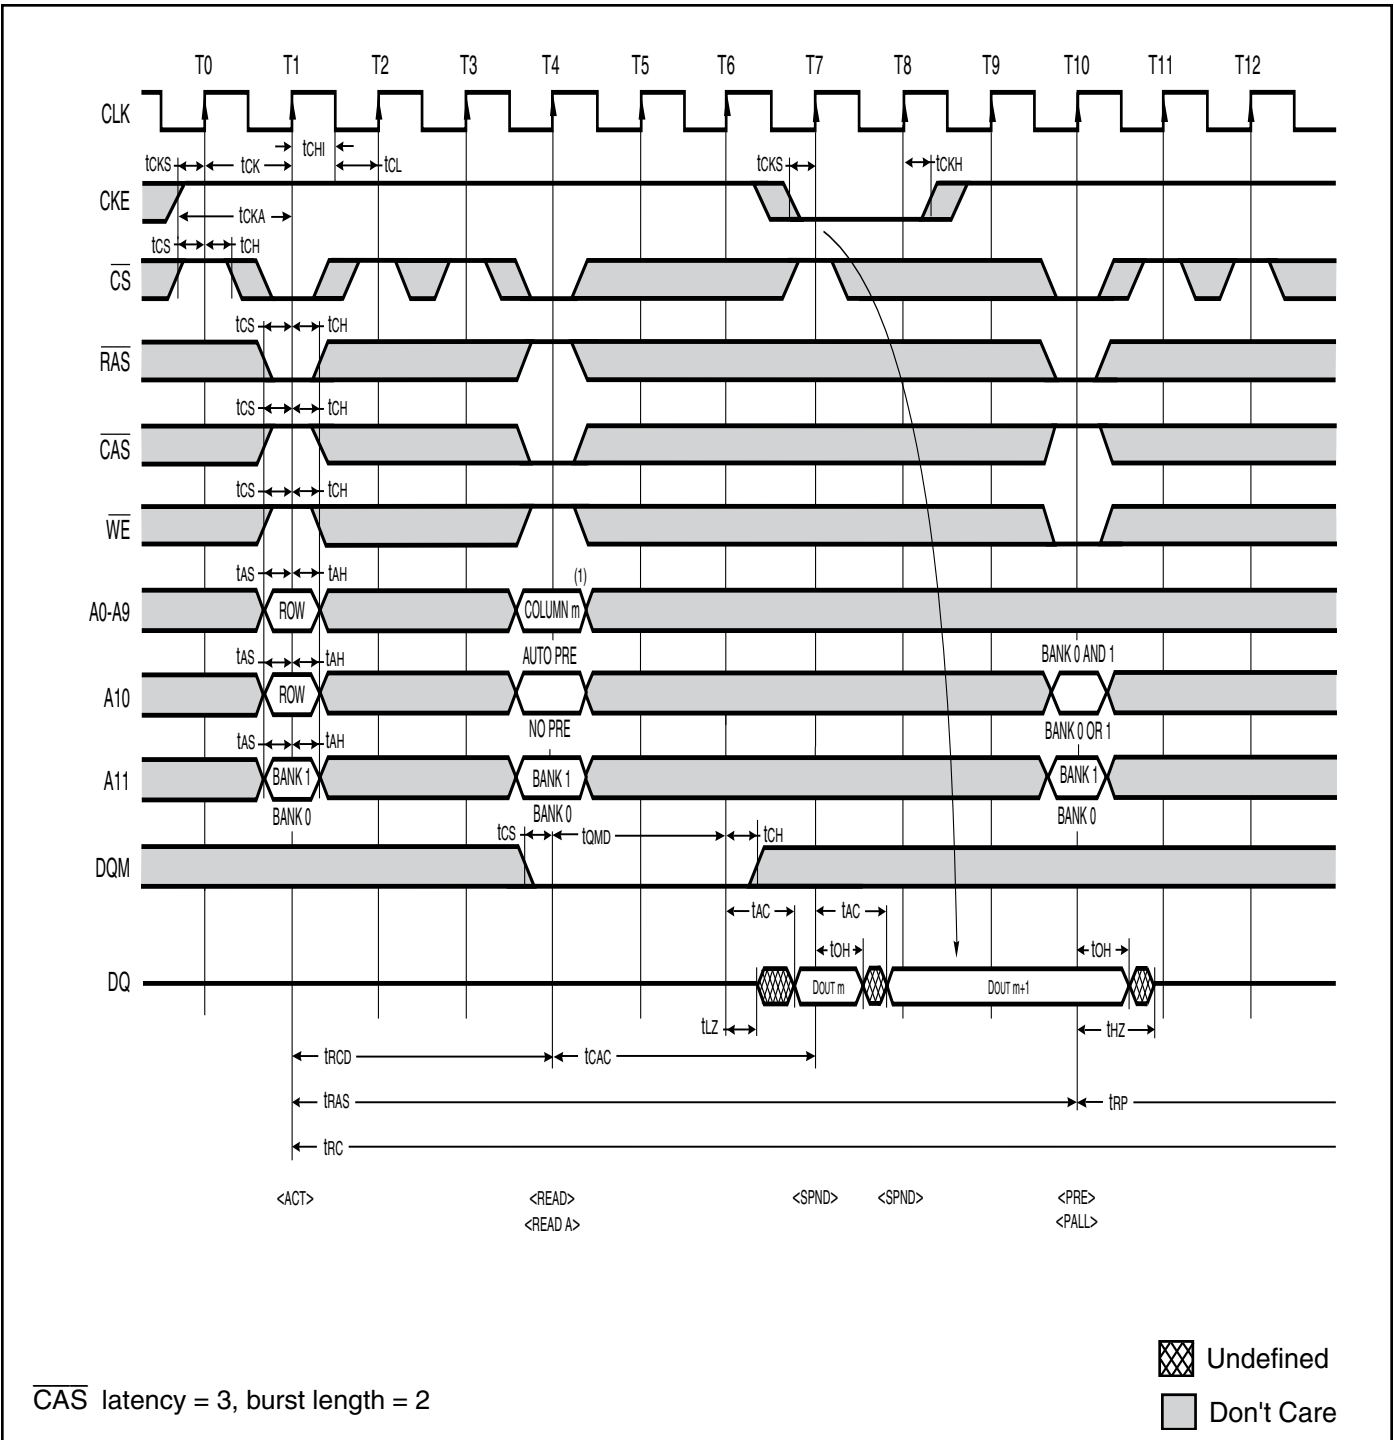 T0 T1 T2 T3 T4 T5 T6 T7 T8 T9 T10 T11 T12
CLK
tCHI
tCKS tCK tCL tCKS tCKH
CKE
tCKA
tCS tCH
CS
tCS tCH
RAS
tCS tCH
CAS
tCS tCH
WE
tAS tAH (1)
A0-A9 ROW COLUMN m
tAS tAH AUTO PRE BANK 0 AND 1
A10 ROW
NO PRE BANK 0 OR 1
tAS tAH
A11 BANK 1 BANK 1 BANK 1
BANK 0 BANK 0 BANK 0
tCS tQMD tCH
DQM
tAC tAC
tOH tOH
DQ DOUT m DOUT m+1
tLZ tHZ
tRCD tCAC
tRAS tRP
tRC
<ACT> <READ> <SPND> <SPND> <PRE>
<READ A> <PALL>
Undefined
CAS latency = 3, burst length = 2
Don't Care